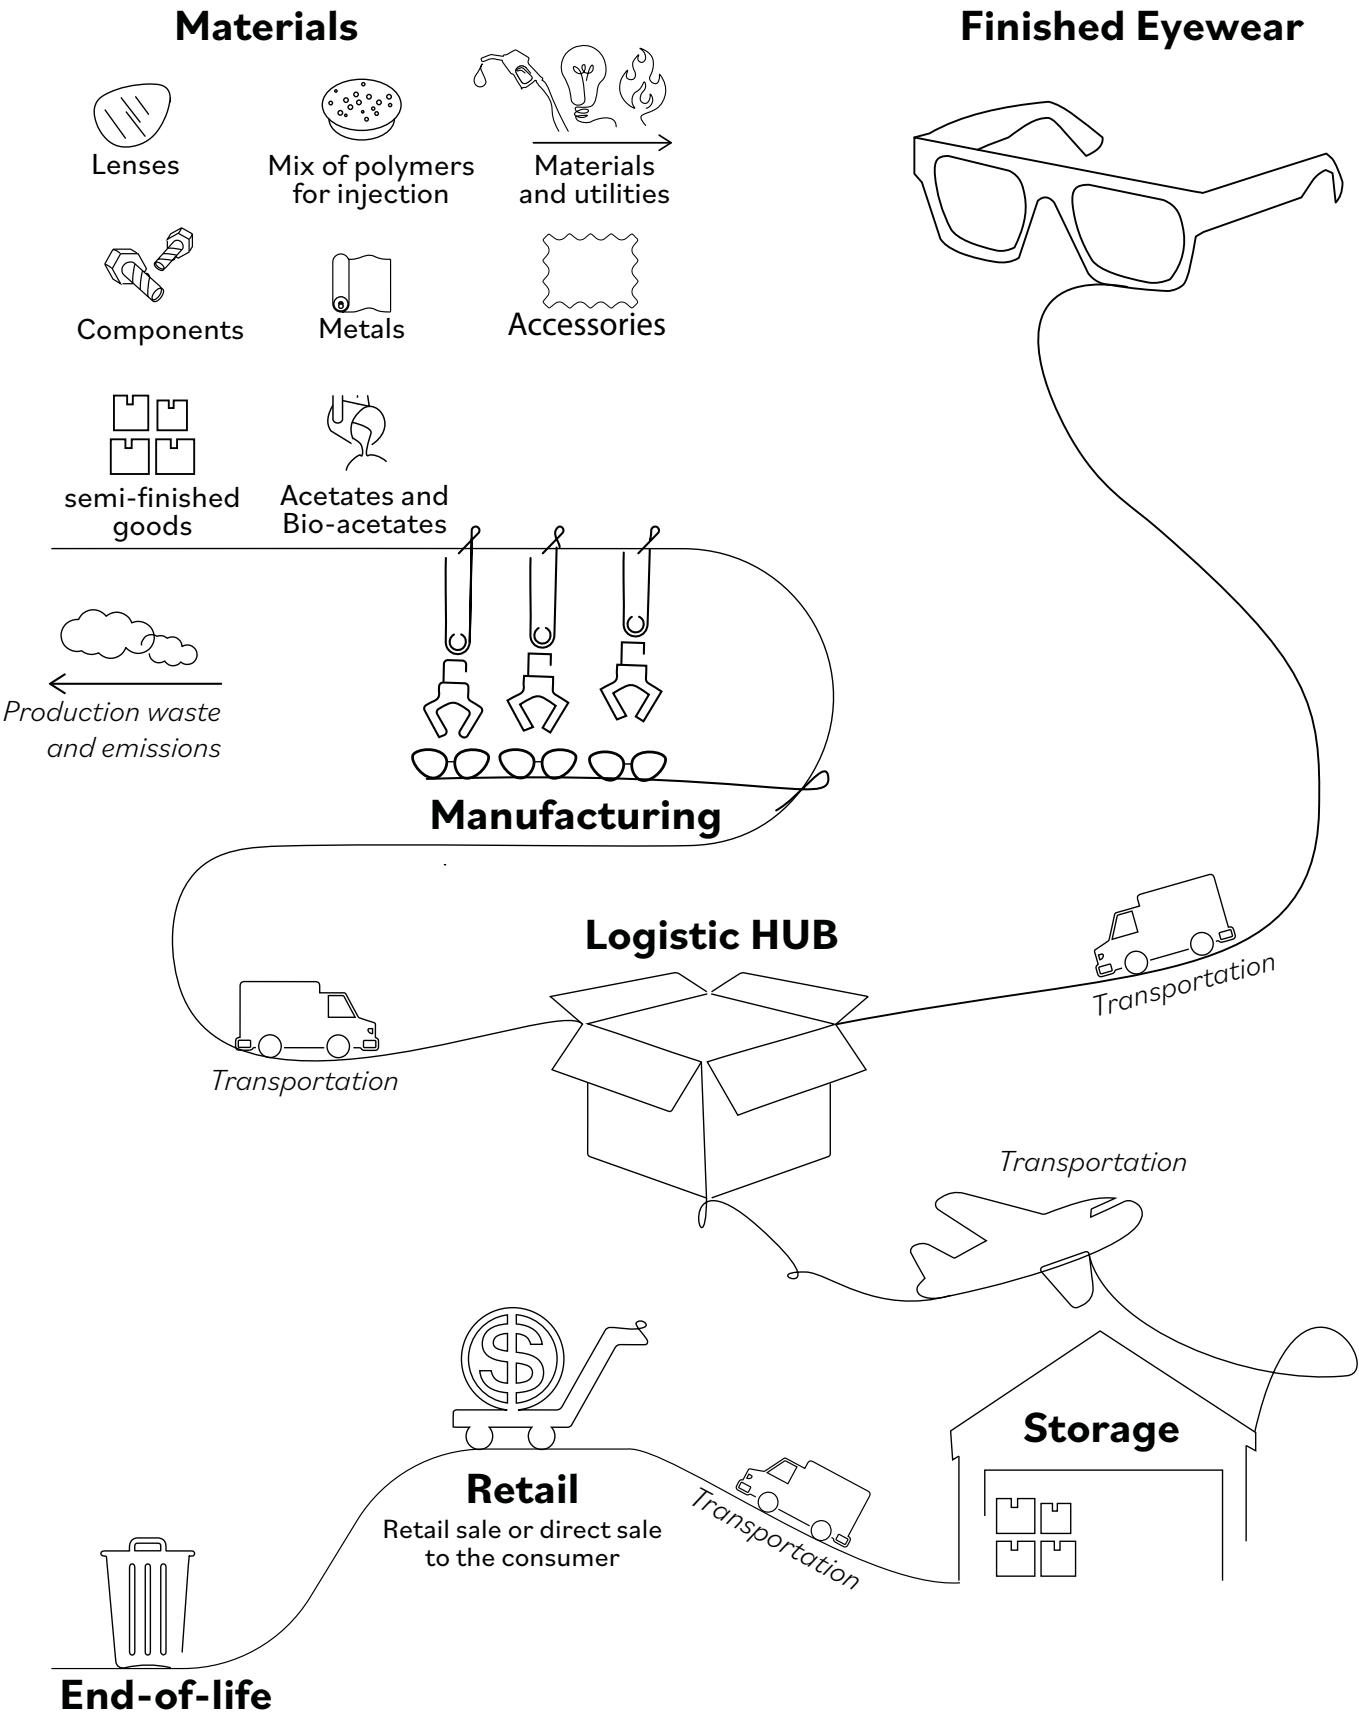 Materials
Finished Eyewear
Lenses
Mix of polymers
for injection
Materials
and utilities
Components
Metals
Accessories
semi-finished
goods
Acetates and
Bio-acetates
Production waste
and emissions
Manufacturing
Logistic HUB
Transportation
Transportation
Transportation
Storage
Retail
Retail sale or direct sale
to the consumer
Transportation
End-of-life